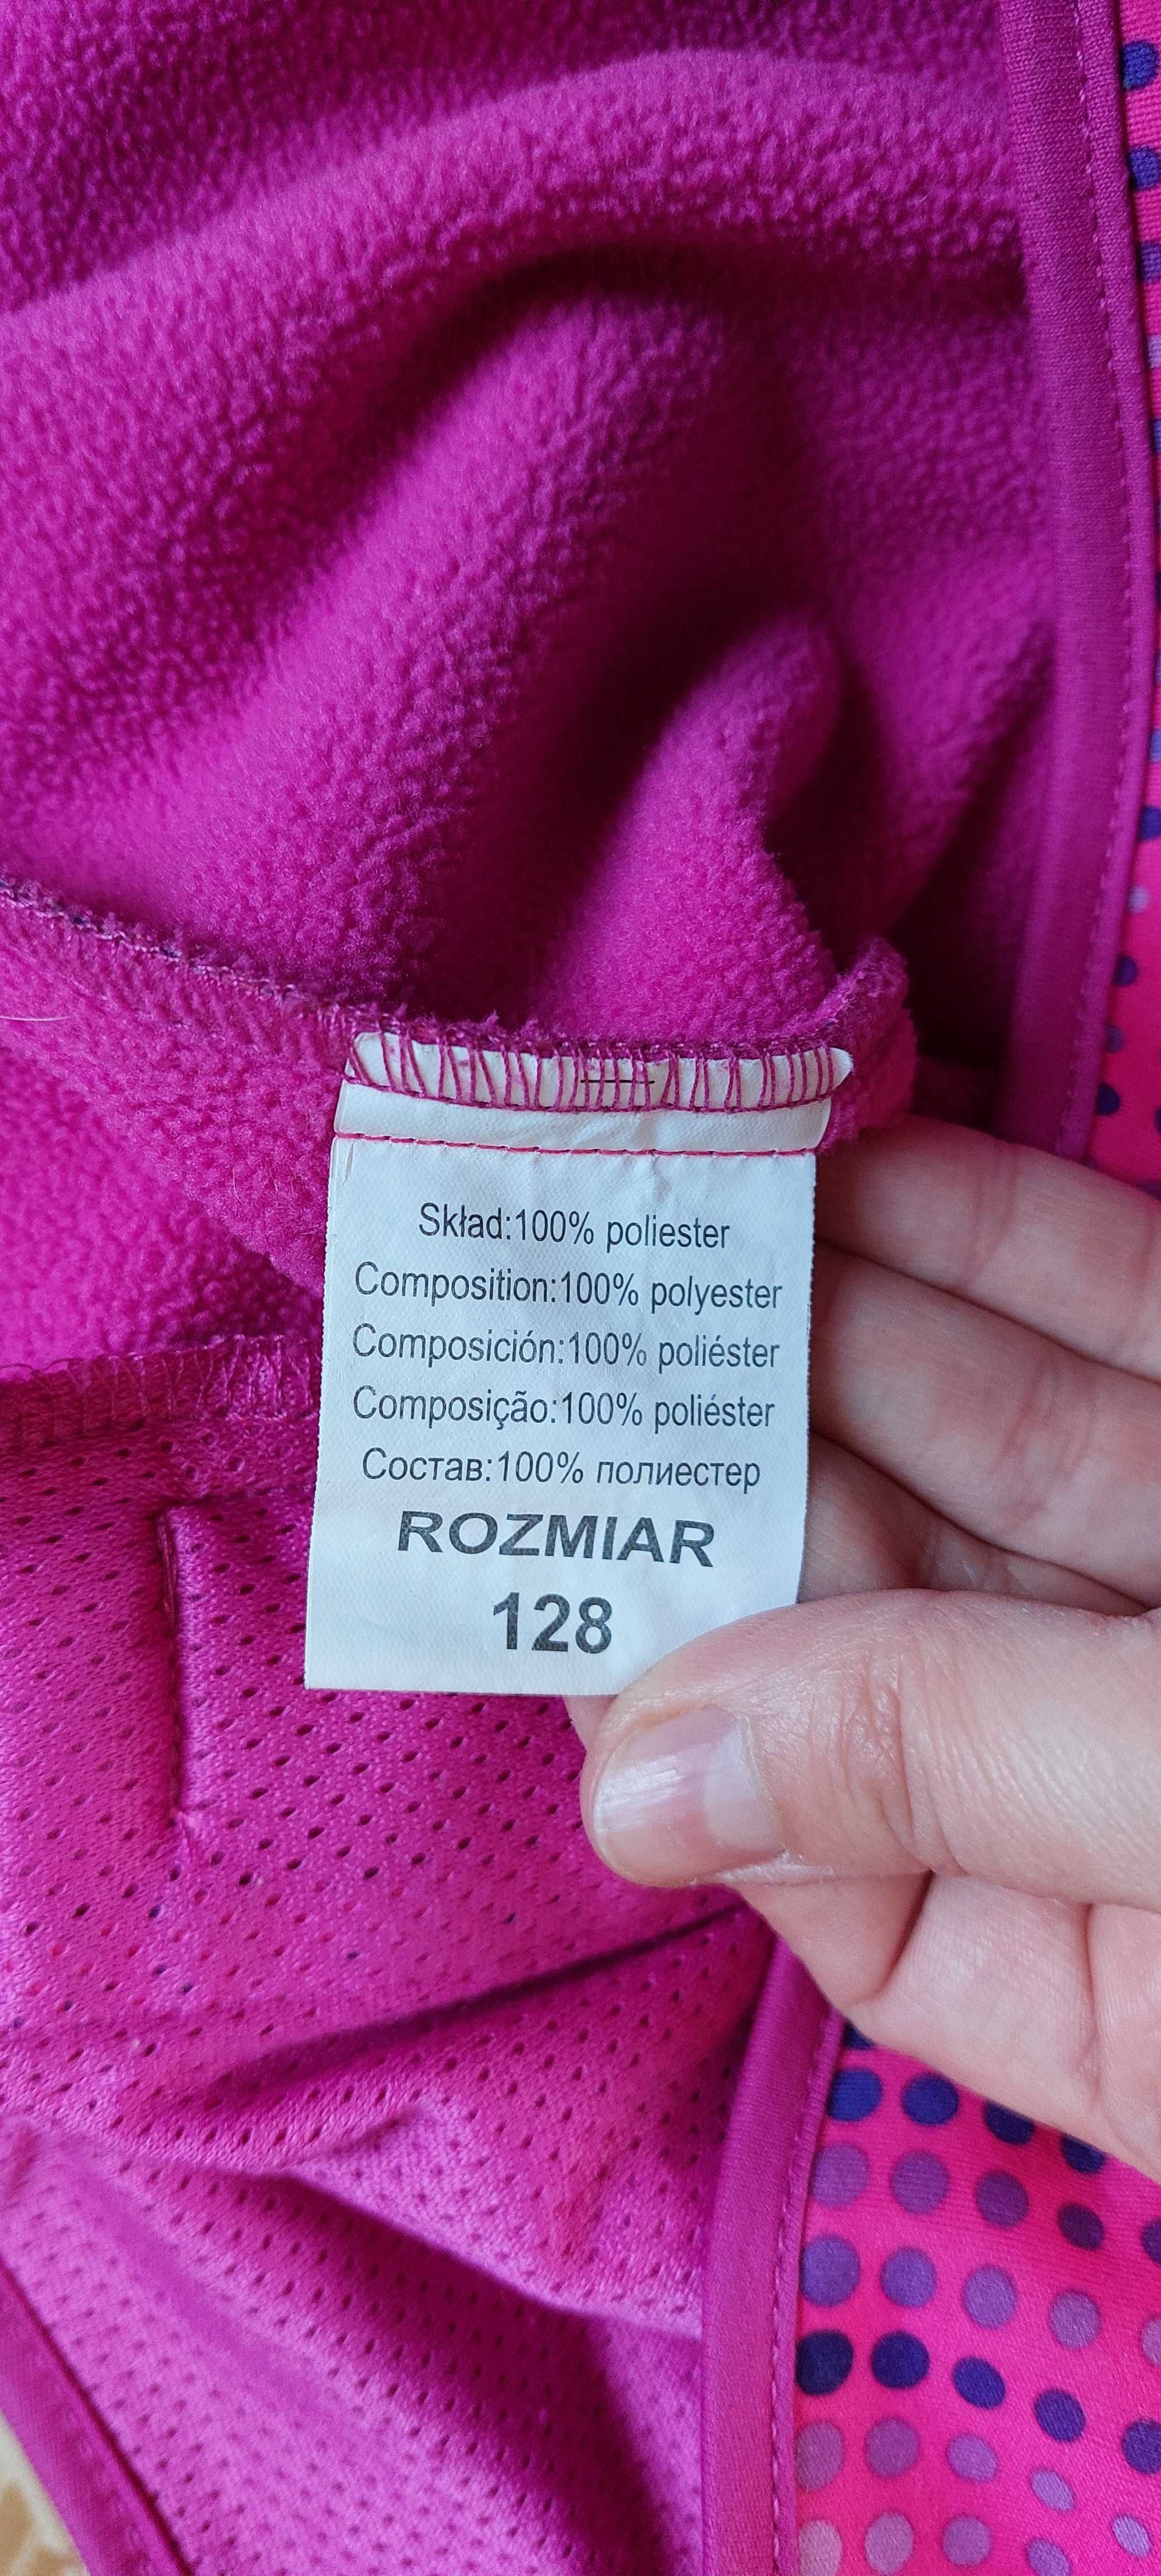 Skład:100% poliester
Composition:100% polyester
Composición:100% poliéster
Composição:100% poliéster
Состав:100% полиестер
ROZMIAR
128